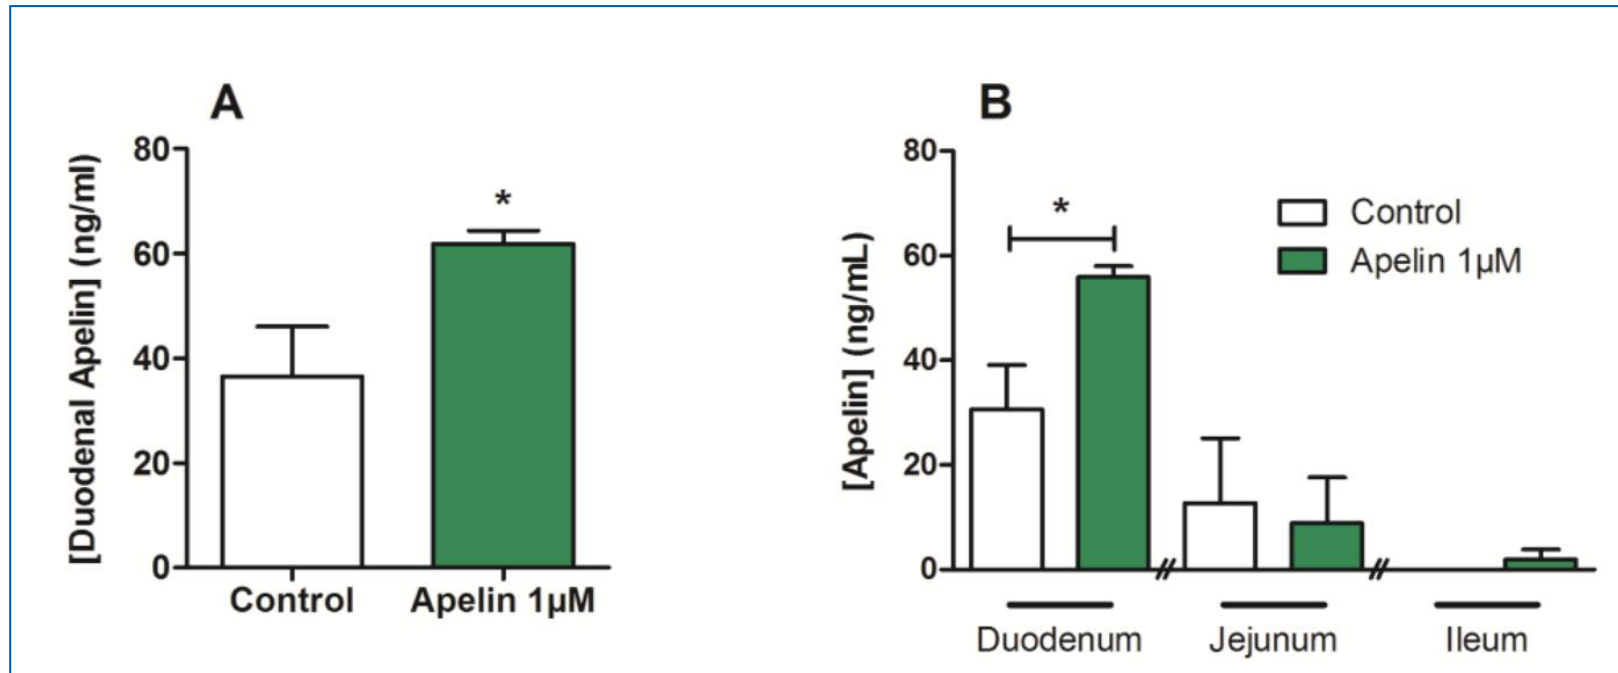 A
[Duodenal Apelin] (ng/ml)
80
60
40
20
0
*
Control
Apelin 1µM
B
[Apelin] (ng/mL)
80
60
40
20
0
*
Control
Apelin 1µM
Duodenum
Jejunum
Ileum